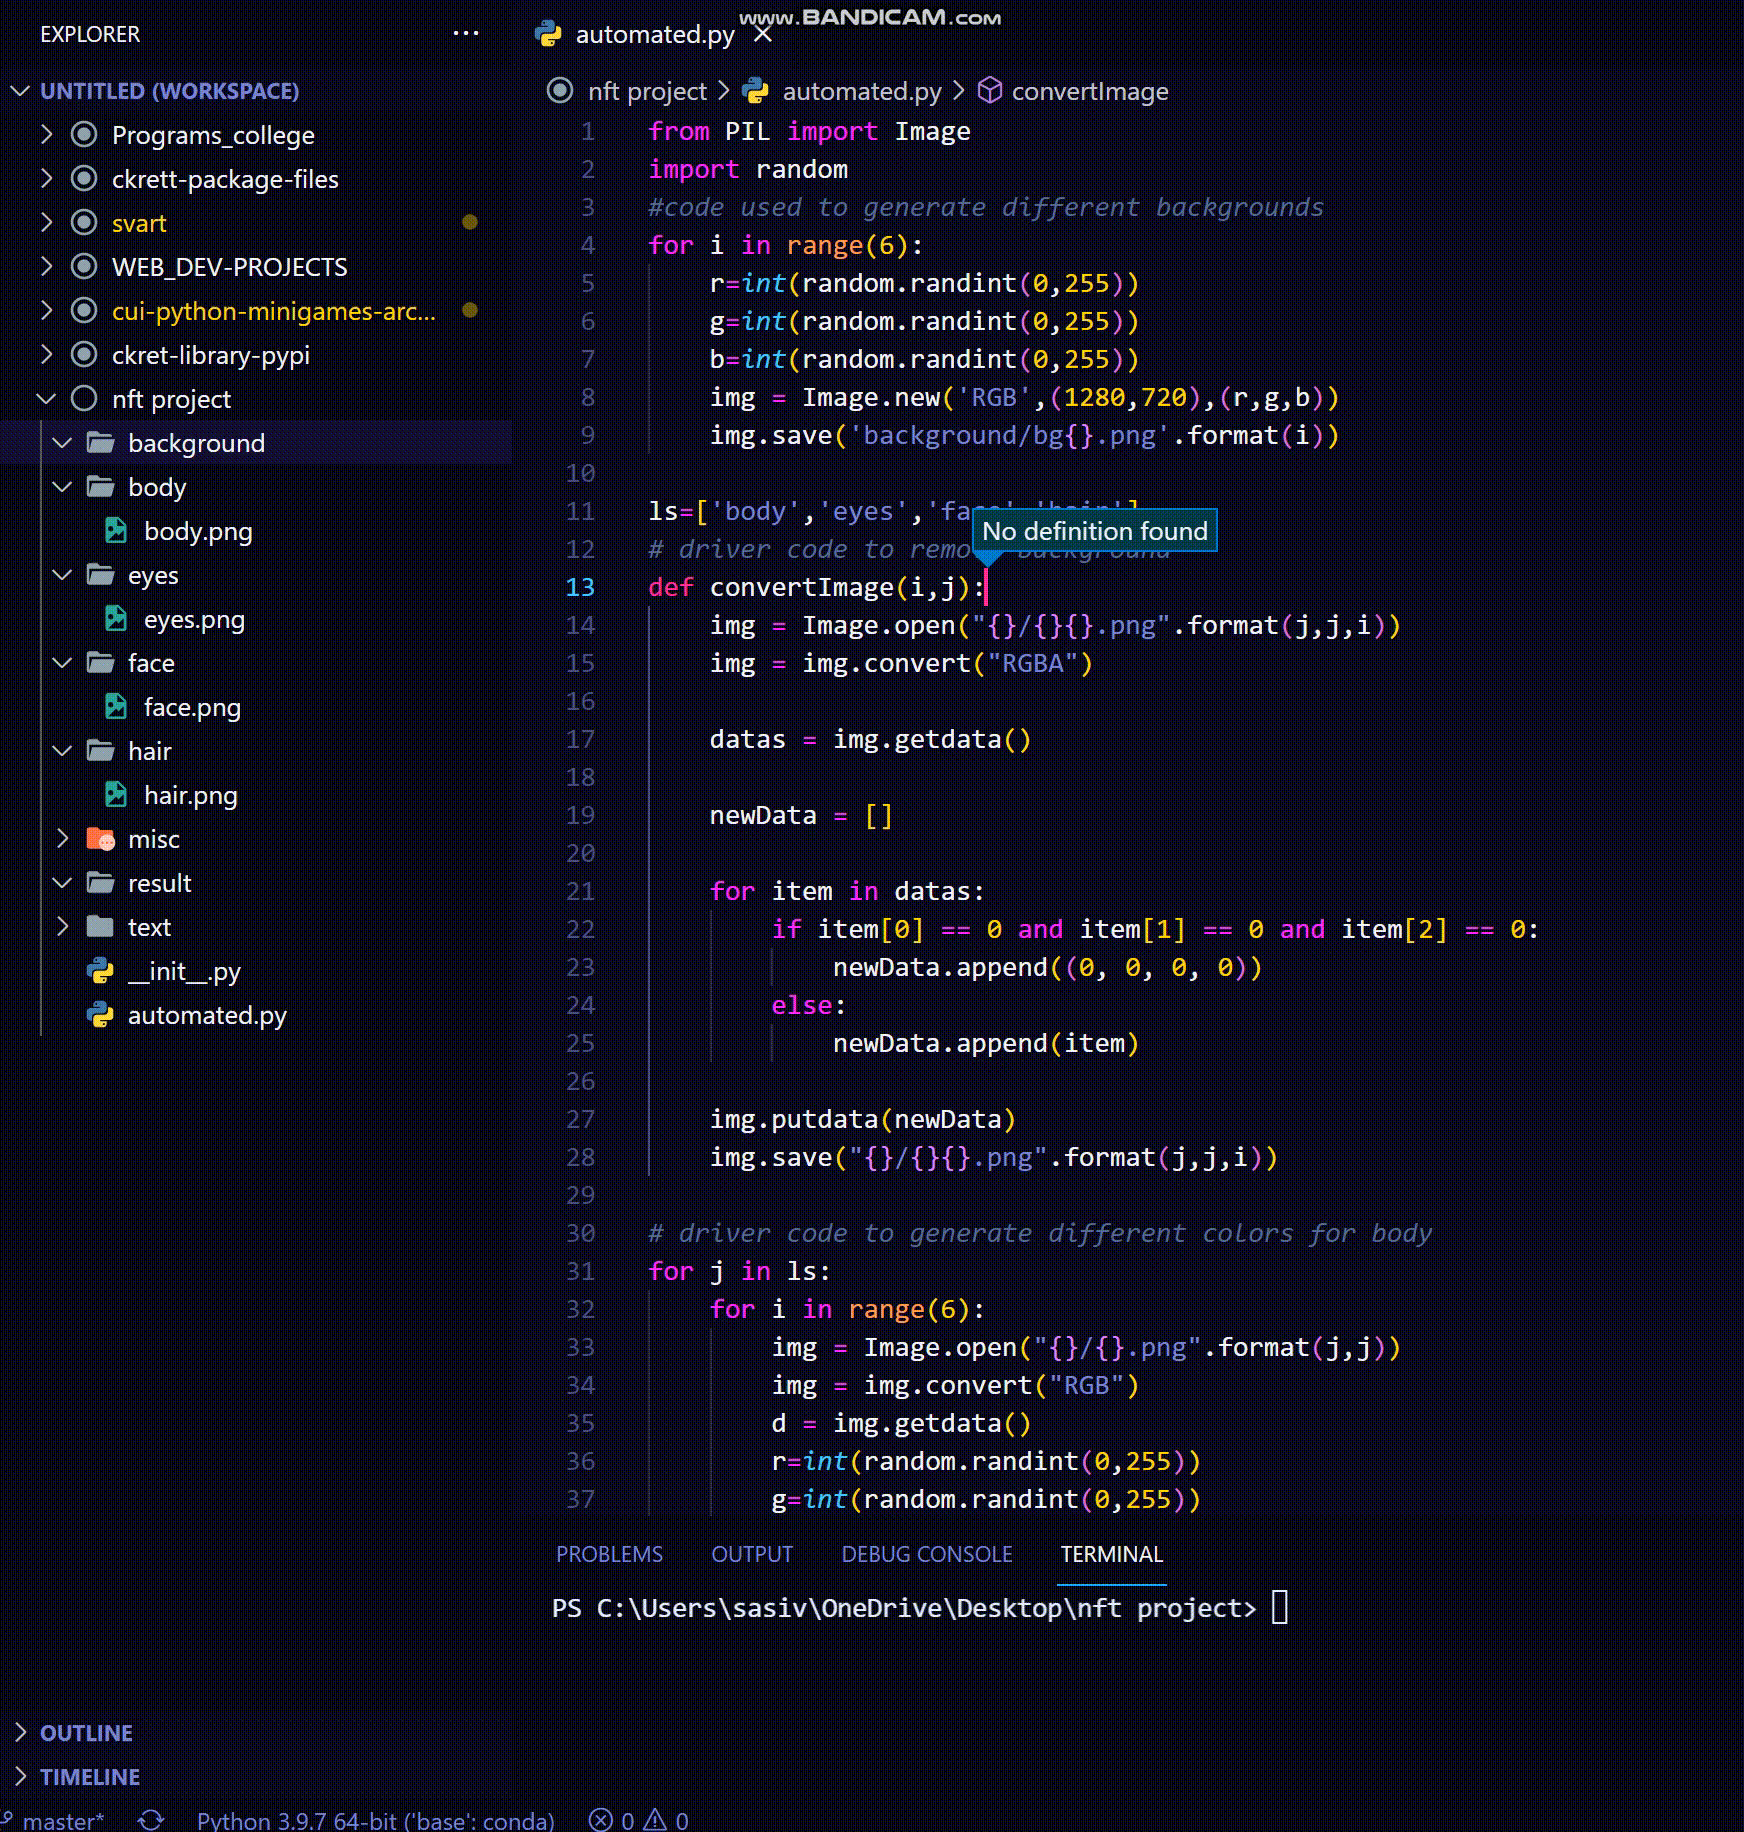 www.BANDICAM.com
EXPLORER
automated.py
UNTITLED (WORKSPACE)
Programs_college
ckrett-package-files
svart
WEB_DEV-PROJECTS
cui-python-minigames-arc...
ckret-library-pypi
nft project
background
body
body.png
eyes
eyes.png
face
face.png
hair
hair.png
misc
result
text
__init__.py
automated.py
OUTLINE
TIMELINE
nft project > automated.py > convertImage
1 from PIL import Image
2 import random
3 #code used to generate different backgrounds
4 for i in range(6):
5     r=int(random.randint(0,255))
6     g=int(random.randint(0,255))
7     b=int(random.randint(0,255))
8     img = Image.new('RGB',(1280,720),(r,g,b))
9     img.save('background/bg{}.png'.format(i))
10
11 ls=['body','eyes','face','hair']
No definition found
12 # driver code to remove background
13 def convertImage(i,j):
14     img = Image.open("{}/{}{}.png".format(j,j,i))
15     img = img.convert("RGBA")
16
17     datas = img.getdata()
18
19     newData = []
20
21     for item in datas:
22         if item[0] == 0 and item[1] == 0 and item[2] == 0:
23             newData.append((0, 0, 0, 0))
24         else:
25             newData.append(item)
26
27     img.putdata(newData)
28     img.save("{}/{}{}.png".format(j,j,i))
29
30 # driver code to generate different colors for body
31 for j in ls:
32     for i in range(6):
33         img = Image.open("{}/{}.png".format(j,j))
34         img = img.convert("RGB")
35         d = img.getdata()
36         r=int(random.randint(0,255))
37         g=int(random.randint(0,255))
PROBLEMS OUTPUT DEBUG CONSOLE TERMINAL
PS C:\Users\sasiv\OneDrive\Desktop\nft project>
master* Python 3.9.7 64-bit ('base': conda) 0 0